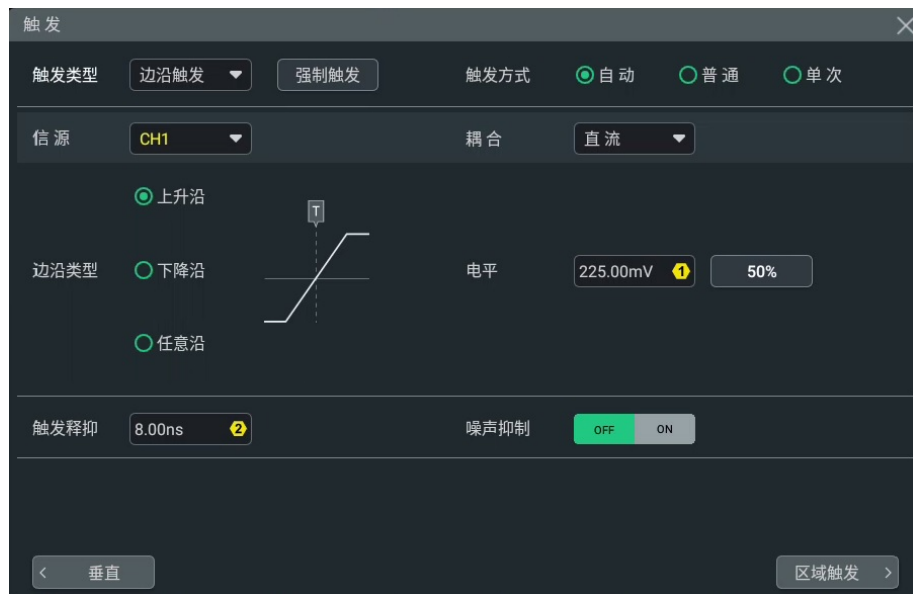 触发
触发类型 边沿触发 强制触发 触发方式 自动 普通 单次
信源 CH1 耦合 直流
上升沿
T
边沿类型 下降沿 电平 225.00mV 1 50%
任意沿
触发释抑 8.00ns 2 噪声抑制 OFF ON
< 垂直 区域触发 >